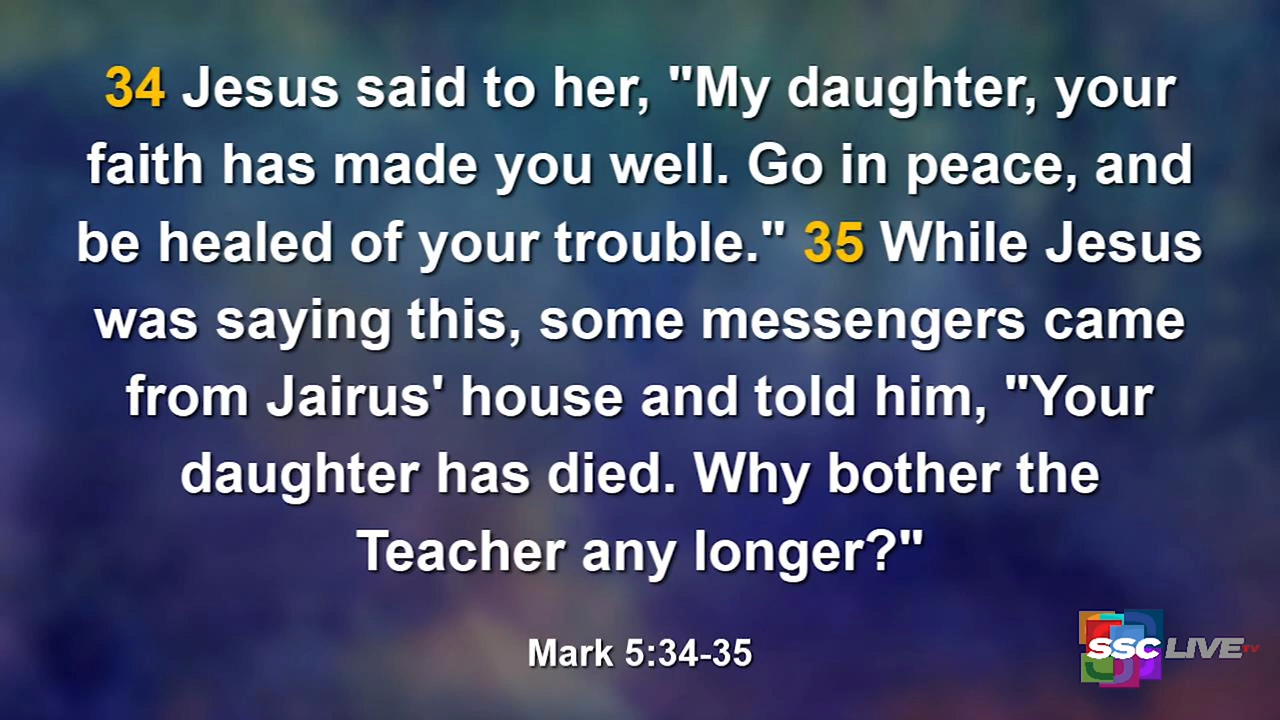 34 Jesus said to her, "My daughter, your
faith has made you well. Go in peace, and
be healed of your trouble." 35 While Jesus
was saying this, some messengers came
from Jairus' house and told him, "Your
daughter has died. Why bother the
Teacher any longer?"
Mark 5:34-35
SSC LIVE TV